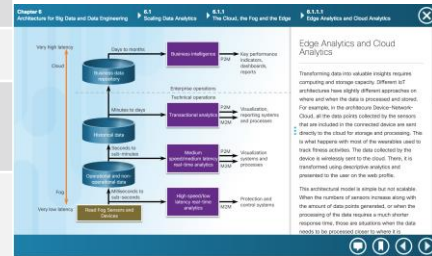 Chapter 6
Architecture for Big Data and Data Engineering
6.1
Scaling Data Analytics
6.1.1
The Cloud, the Fog and the Edge
6.1.1.1
Edge Analytics and Cloud Analytics
Very high latency
Cloud
Fog
Very low latency
Business data repository
Days to months
Business intelligence
P2M
Key performance indicators, dashboards, reports
Enterprise operations
Technical operations
Minutes to days
Transactional analytics
P2M
M2M
Visualization, reporting systems and processes
Historical data
Seconds to sub-minutes
Medium speed/medium latency real-time analytics
P2M
M2M
Visualization systems and processes
Operational and non-operational data
Milliseconds to sub-seconds
High speed/low latency real-time analytics
M2M
Protection and control systems
Read Fog Sensors and Devices
Edge Analytics and Cloud
Analytics
Transforming data into valuable insights requires
computing and storage capacity. Different IoT
architectures have slightly different approaches on
where and when the data is processed and stored.
For example, in the architecure Device–Network–
Cloud, all the data points collected by the sensors
that are included in the connected device are sent
directly to the cloud for storage and processing. This
is what happens with most of the wearables used to
track fitness activities. The data collected by the
device is wirelessly sent to the cloud. There, it is
transformed using descriptive analytics and
presented to the user on the web profile.
This architectural model is simple but not scalable.
When the numbers of sensors increase along with
the amount of data points generated, or when the
processing of the data requires a much shorter
response time, those are situations when the data
needs to be processed closer to where it is